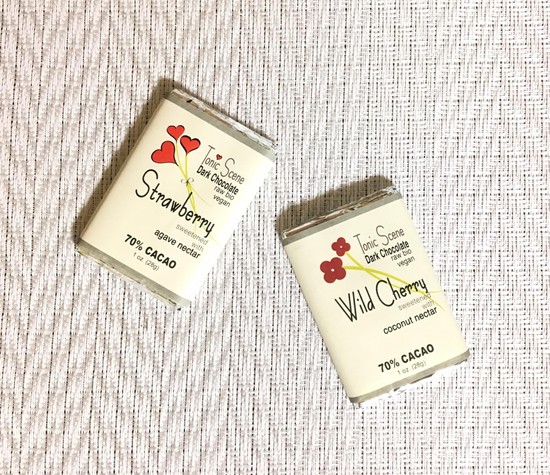 Tonic Scene
Dark Chocolate
raw bio
vegan
Strawberry
sweetened
with
agave nectar
70% CACAO
1 oz (28g)
Tonic Scene
Dark Chocolate
raw bio
vegan
Wild Cherry
sweetened
with
coconut nectar
70% CACAO
1 oz (28g)